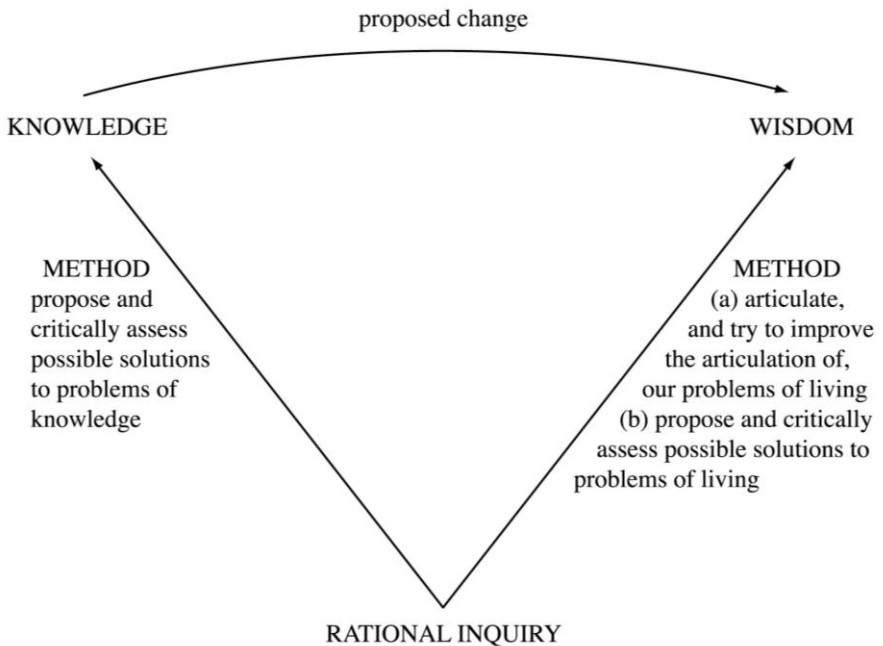 proposed change
KNOWLEDGE
WISDOM
METHOD
propose and
critically assess
possible solutions
to problems of
knowledge
METHOD
(a) articulate,
and try to improve
the articulation of,
our problems of living
(b) propose and critically
assess possible solutions to
problems of living
RATIONAL INQUIRY